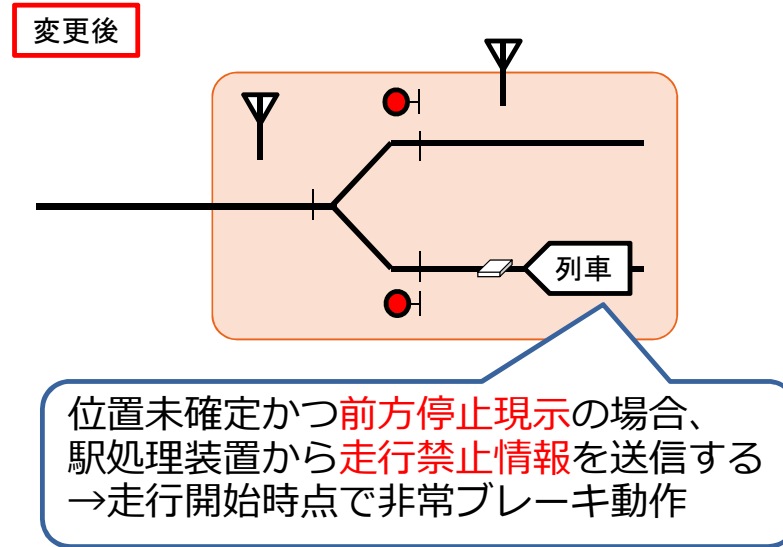 変更後
列車
位置未確定かつ前方停止現示の場合、
駅処理装置から走行禁止情報を送信する
→走行開始時点で非常ブレーキ動作